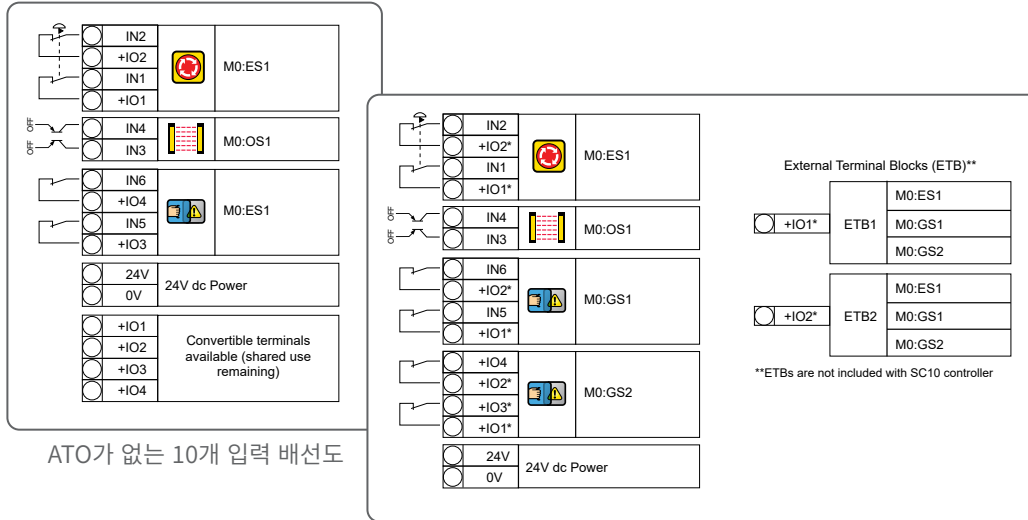 IN2
+IO2
IN1
+IO1
M0:ES1
OFF
OFF
IN4
IN3
M0:OS1
IN6
+IO4
IN5
+IO3
M0:ES1
24V
0V
24V dc Power
+IO1
+IO2
+IO3
+IO4
Convertible terminals
available (shared use
remaining)
ATO가 없는 10개 입력 배선도
IN2
+IO2*
IN1
+IO1*
M0:ES1
OFF
OFF
IN4
IN3
M0:OS1
IN6
+IO2*
IN5
+IO1*
M0:GS1
+IO4
+IO2*
+IO3*
+IO1*
M0:GS2
24V
0V
24V dc Power
External Terminal Blocks (ETB)**
+IO1*
ETB1
M0:ES1
M0:GS1
M0:GS2
+IO2*
ETB2
M0:ES1
M0:GS1
M0:GS2
**ETBs are not included with SC10 controller